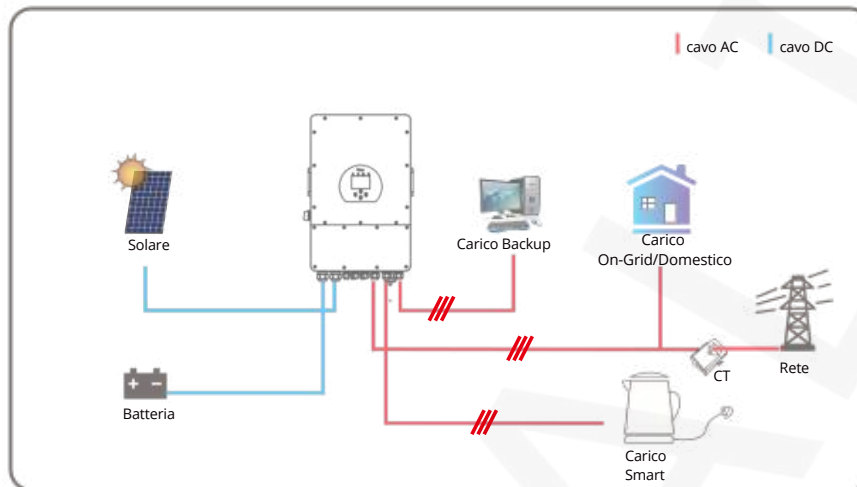 cavo AC
cavo DC
Solare
Carico Backup
Carico
On-Grid/Domestico
CT
Rete
Batteria
Carico
Smart